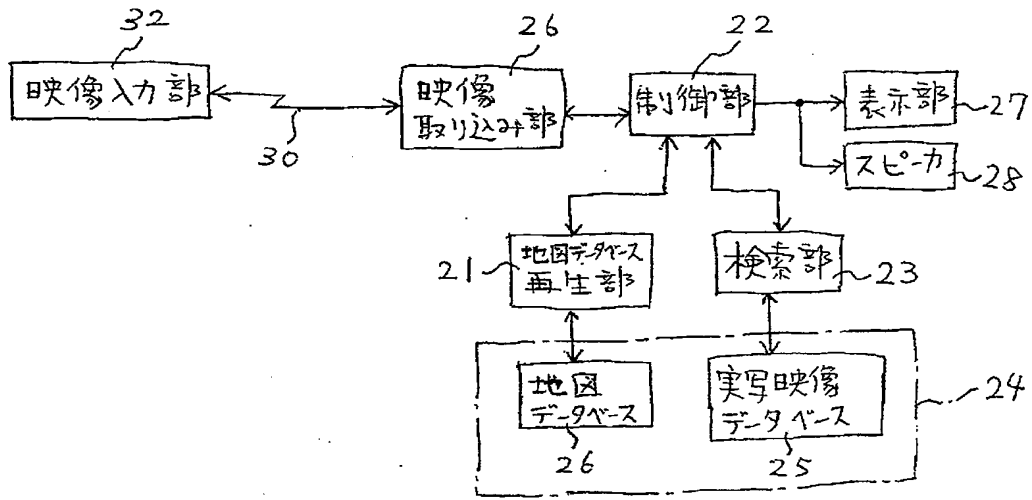 32
26
22
映像入力部
映像
取り込み部
制御部
表示部
27
30
スピーカ
28
21
地図データベース
再生部
検索部
23
地図
データベース
26
実写映像
データベース
25
24